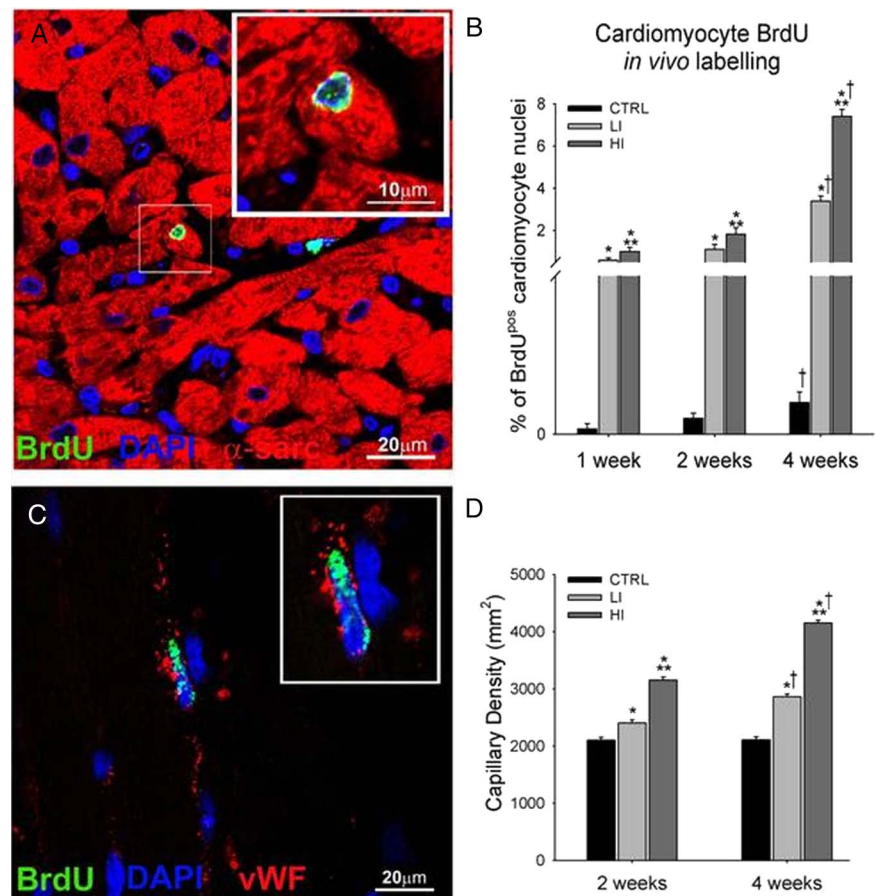 A
10μm
BrdU DAPI α-sarc
20μm
B
Cardiomyocyte BrdU
in vivo labelling
% of BrdUpos cardiomyocyte nuclei
8
6
4
2
0
CTRL
LI
HI
*
*
**
*
*
**
†
*†
*
**†
1 week 2 weeks 4 weeks
C
BrdU DAPI vWF
20μm
D
Capillary Density (mm²)
5000
4000
3000
2000
1000
0
CTRL
LI
HI
*
*
**
*†
*
**†
2 weeks 4 weeks